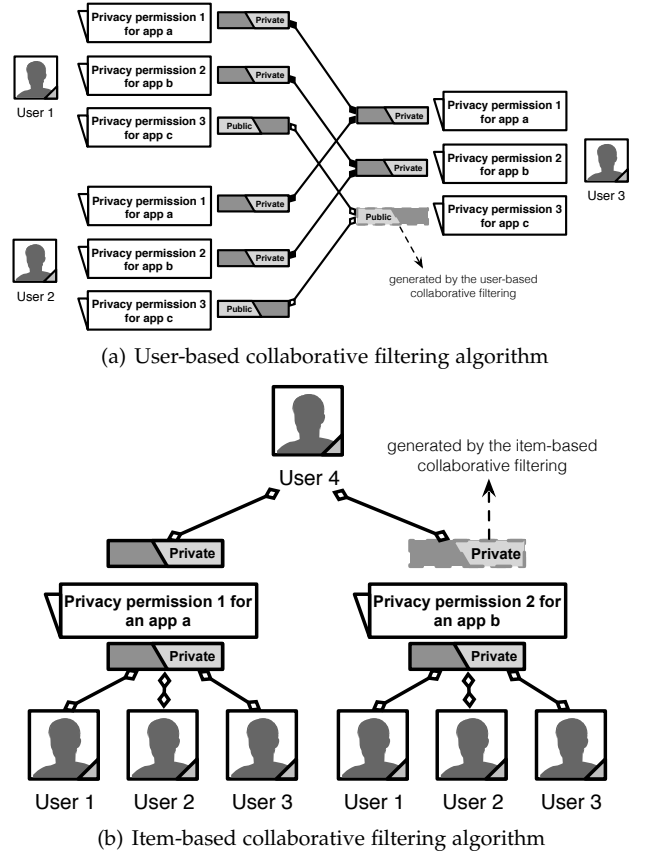 Privacy permission 1
for app a
Private
Privacy permission 2
for app b
Private
User 1
Privacy permission 3
for app c
Public
Privacy permission 1
for app a
Private
Privacy permission 2
for app b
Private
User 2
Privacy permission 3
for app c
Public
Private
Privacy permission 1
for app a
Private
Privacy permission 2
for app b
User 3
Public
Privacy permission 3
for app c
generated by the user-based
collaborative filtering
(a) User-based collaborative filtering algorithm
User 4
generated by the item-based
collaborative filtering
Private
Private
Privacy permission 1 for
an app a
Privacy permission 2 for
an app b
Private
Private
User 1
User 2
User 3
User 1
User 2
User 3
(b) Item-based collaborative filtering algorithm